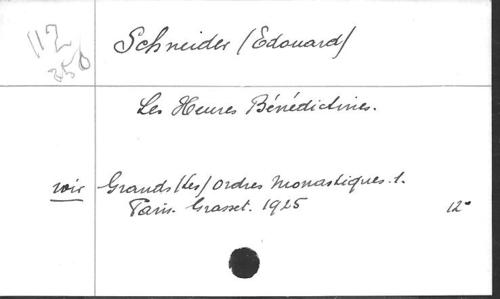 112
Schneider (Edouard)
350
Les Heures Bénédictines.
voir Grands (Les) ordres monastiques. 1.
Paris. Grasset. 1925 12°